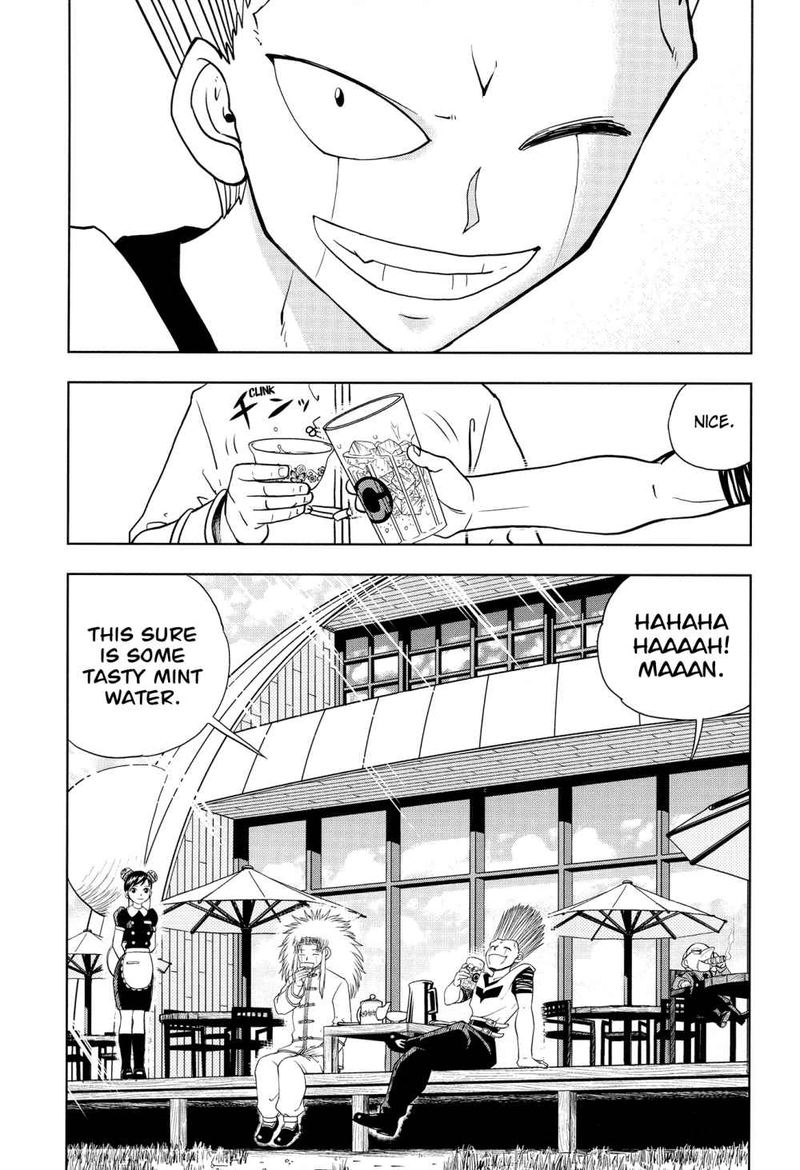 CLINK
チンッ
NICE.
HAHAHA
HAAAAH!
MAAAN.
THIS SURE
IS SOME
TASTY MINT
WATER.